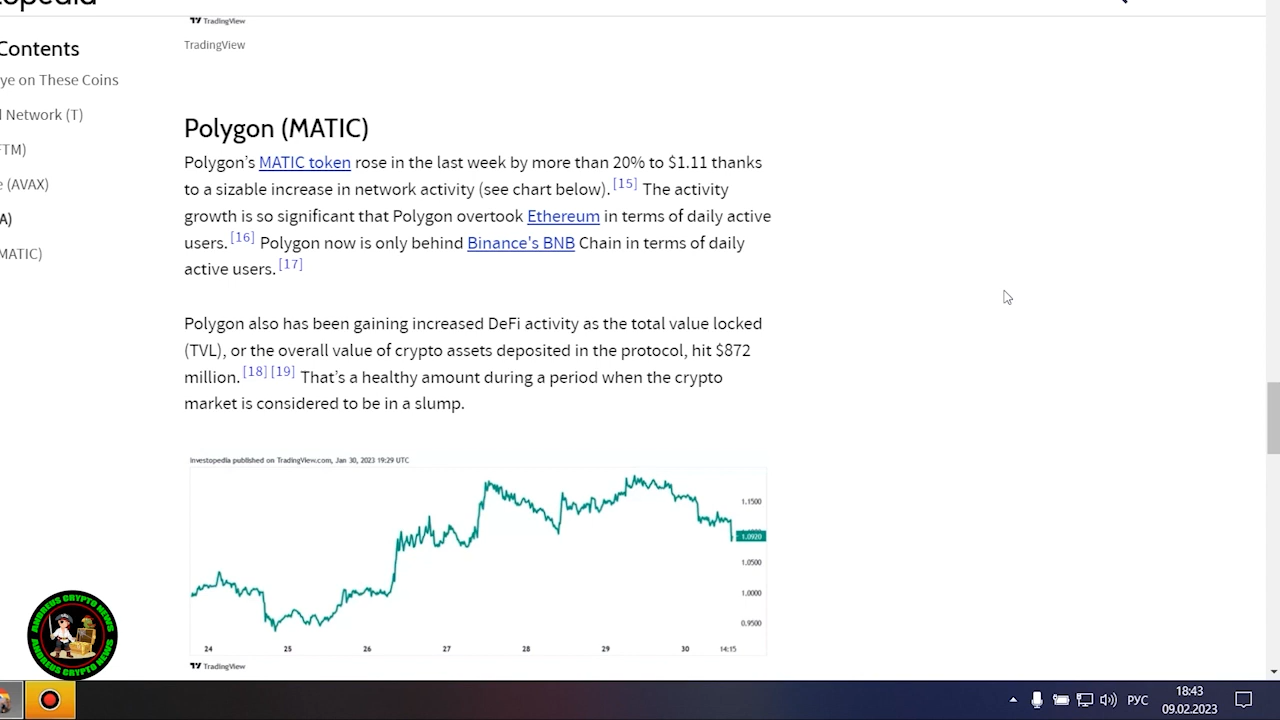 TradingView
TradingView
Contents
ye on These Coins
Network (T)
FTM)
(AVAX)
A)
MATIC)
Polygon (MATIC)
Polygon's MATIC token rose in the last week by more than 20% to $1.11 thanks
to a sizable increase in network activity (see chart below). [15] The activity
growth is so significant that Polygon overtook Ethereum in terms of daily active
users. [16] Polygon now is only behind Binance's BNB Chain in terms of daily
active users. [17]
Polygon also has been gaining increased DeFi activity as the total value locked
(TVL), or the overall value of crypto assets deposited in the protocol, hit $872
million. [18] [19] That's a healthy amount during a period when the crypto
market is considered to be in a slump.
Investopedia published on TradingView.com, Jan 30, 2023 19:29 UTC
1.1500
1.0920
1.0500
1.0000
0.9500
24 25 26 27 28 29 30 14:15
TradingView
ANDREUS CRYPTO NEWS
ANDREUS CRYPTO NEWS
РУС
18:43
09.02.2023